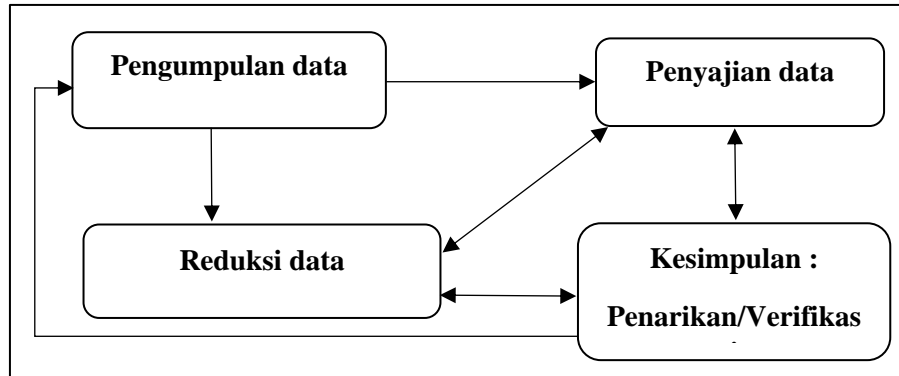 Pengumpulan data
Penyajian data
Reduksi data
Kesimpulan :
Penarikan/Verifikas